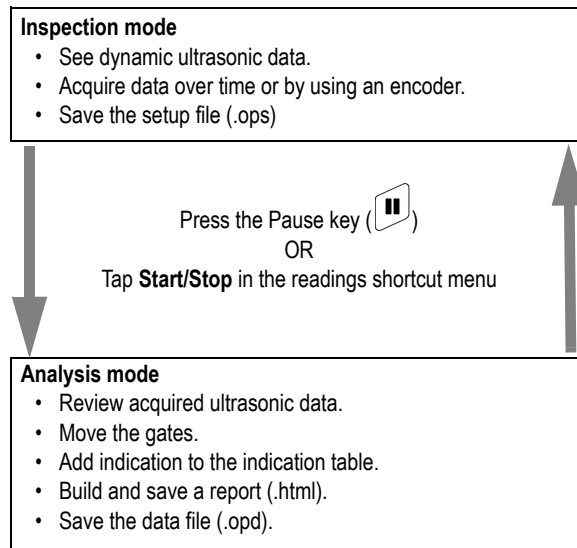 Inspection mode
• See dynamic ultrasonic data.
• Acquire data over time or by using an encoder.
• Save the setup file (.ops)
Press the Pause key ( )
OR
Tap Start/Stop in the readings shortcut menu
Analysis mode
• Review acquired ultrasonic data.
• Move the gates.
• Add indication to the indication table.
• Build and save a report (.html).
• Save the data file (.opd).